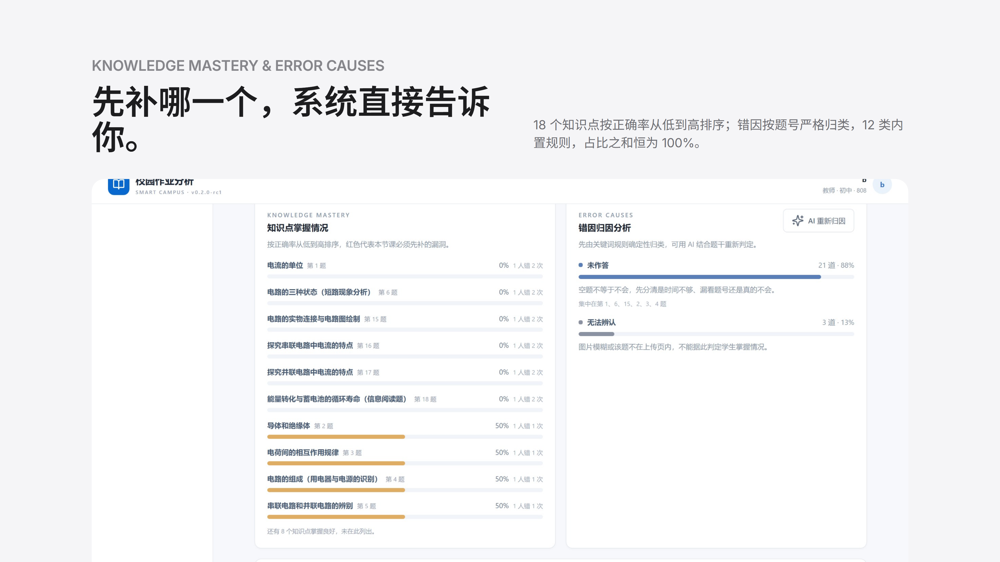 KNOWLEDGE MASTERY & ERROR CAUSES
先补哪一个，系统直接告诉
你。
18 个知识点按正确率从低到高排序；错因按题号严格归类，12 类内
置规则，占比之和恒为 100%。
校园作业分析
SMART CAMPUS · v0.2.0-rc1
b
教师 · 初中 · 808
b
KNOWLEDGE MASTERY
知识点掌握情况
按正确率从低到高排序，红色代表本节课必须先补的漏洞。
电流的单位 第 1 题 0% 1 人错 2 次
电路的三种状态（短路现象分析） 第 6 题 0% 1 人错 2 次
电路的实物连接与电路图绘制 第 15 题 0% 1 人错 2 次
探究串联电路中电流的特点 第 16 题 0% 1 人错 2 次
探究并联电路中电流的特点 第 17 题 0% 1 人错 2 次
能量转化与蓄电池的循环寿命（信息阅读题） 第 18 题 0% 1 人错 2 次
导体和绝缘体 第 2 题 50% 1 人错 1 次
电荷间的相互作用规律 第 3 题 50% 1 人错 1 次
电路的组成（用电器与电源的识别） 第 4 题 50% 1 人错 1 次
串联电路和并联电路的辨别 第 5 题 50% 1 人错 1 次
还有 8 个知识点掌握良好，未在此列出。
ERROR CAUSES
错因归因分析
AI 重新归因
先由关键词规则确定性归类，可用 AI 结合题干重新判定。
未作答 21 道 · 88%
空题不等于不会，先分清是时间不够、漏看题号还是真的不会。
集中在第 1、6、15、2、3、4 题
无法辨认 3 道 · 13%
图片模糊或该题不在上传页内，不能据此判定学生掌握情况。